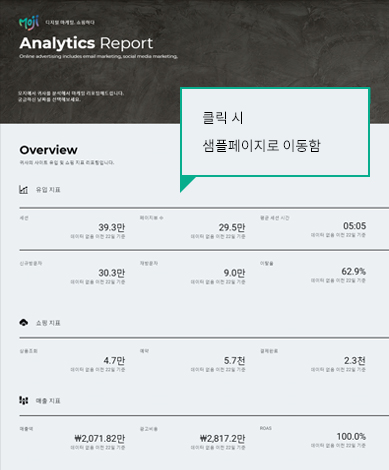 Moji 디지털 마케팅, 쇼핑하다
Analytics Report
Online advertising includes email marketing, social media marketing,
모지에서 귀사를 분석해서 마케팅 리포팅해드립니다.
궁금하신 날짜를 선택해보세요.
클릭 시
샘플페이지로 이동함
Overview
귀사의 사이트 유입 및 쇼핑 지표 리포팅입니다.
유입 지표
세션 페이지뷰 수 평균 세션 시간
39.3만 29.5만 05:05
데이터 없음 이전 22일 기준 데이터 없음 이전 22일 기준 데이터 없음 이전 22일 기준
신규방문자 재방문자 이탈율
30.3만 9.0만 62.9%
데이터 없음 이전 22일 기준 데이터 없음 이전 22일 기준 데이터 없음 이전 22일 기준
쇼핑 지표
상품조회 예약 결제완료
4.7만 5.7천 2.3천
데이터 없음 이전 22일 기준 데이터 없음 이전 22일 기준 데이터 없음 이전 22일 기준
매출 지표
매출액 광고비용 ROAS
₩2,071.82만 ₩2,817.2만 100.0%
데이터 없음 이전 22일 기준 데이터 없음 이전 22일 기준 데이터 없음 이전 22일 기준